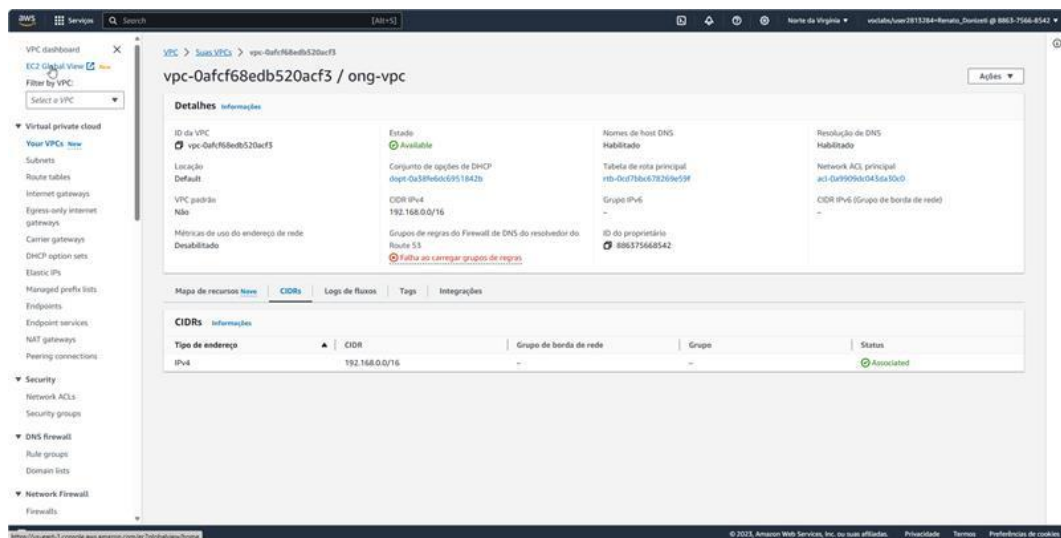 aws Serviços Search [Alt+S] Norte da Virgínia voclabs/user2813284=Renato_Donizeti @ 8863-7566-8542
VPC dashboard
EC2 Global View New
Filter by VPC:
Select a VPC
Virtual private cloud
Your VPCs New
Subnets
Route tables
Internet gateways
Egress-only internet
gateways
Carrier gateways
DHCP option sets
Elastic IPs
Managed prefix lists
Endpoints
Endpoint services
NAT gateways
Peering connections
Security
Network ACLs
Security groups
DNS firewall
Rule groups
Domain lists
Network Firewall
Firewalls
VPC > Suas VPCs > vpc-0afcf68edb520acf3
vpc-0afcf68edb520acf3 / ong-vpc
Ações
Detalhes Informações
ID da VPC
vpc-0afcf68edb520acf3
Estado
Available
Nomes de host DNS
Habilitado
Resolução de DNS
Habilitado
Locação
Default
Conjunto de opções de DHCP
dopt-0a38fe6dc6951842b
Tabela de rota principal
rtb-0cd7bbc678269e59f
Network ACL principal
acl-0a9909dc043da30c0
VPC padrão
Não
CIDR IPv4
192.168.0.0/16
Grupo IPv6
–
CIDR IPv6 (Grupo de borda de rede)
–
Métricas de uso do endereço de rede
Desabilitado
Grupos de regras do Firewall de DNS do resolvedor do
Route 53
Falha ao carregar grupos de regras
ID do proprietário
886375668542
Mapa de recursos Novo CIDRs Logs de fluxos Tags Integrações
CIDRs Informações
Tipo de endereço CIDR Grupo de borda de rede Grupo Status
IPv4 192.168.0.0/16 – – Associated
© 2023, Amazon Web Services, Inc. ou suas afiliadas. Privacidade Termos Preferências de cookies